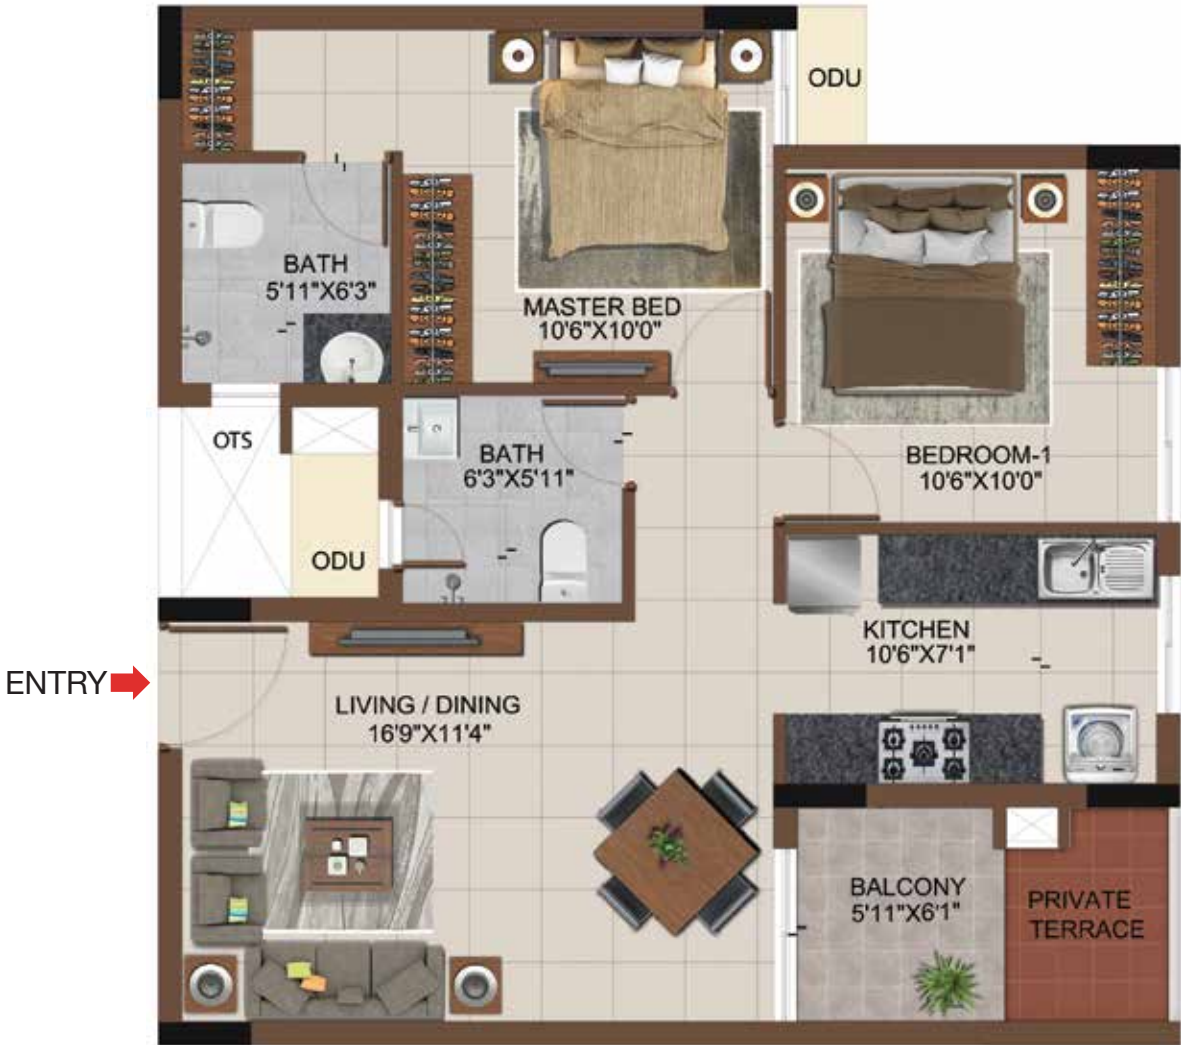 ODU
BATH
5'11"X6'3"
MASTER BED
10'6"X10'0"
OTS
BATH
6'3"X5'11"
BEDROOM-1
10'6"X10'0"
ODU
KITCHEN
10'6"X7'1"
ENTRY
LIVING / DINING
16'9"X11'4"
BALCONY
5'11"X6'1"
PRIVATE
TERRACE